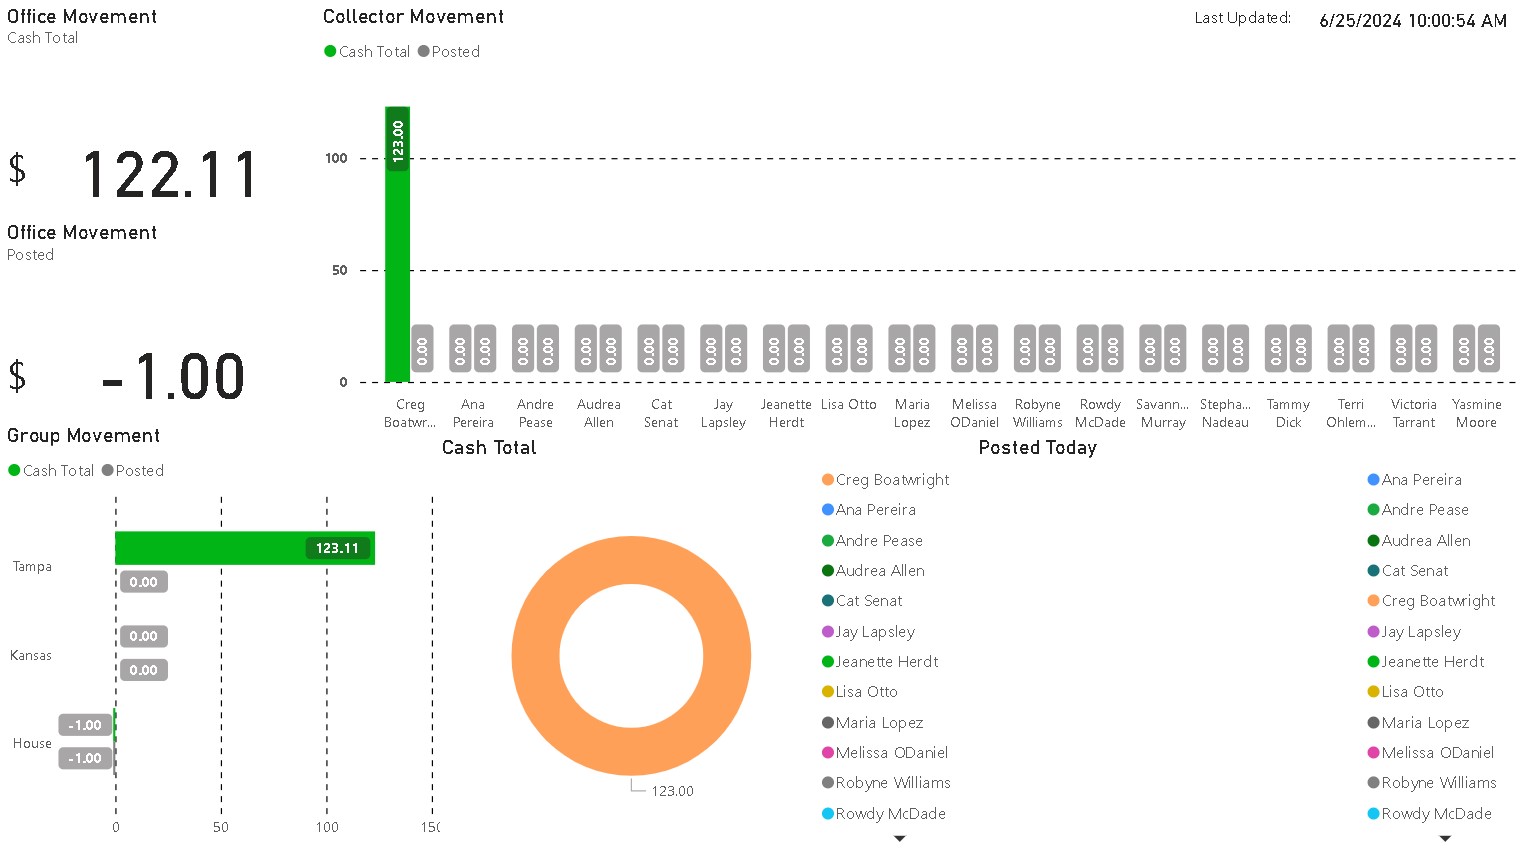 Office Movement
Cash Total
$ 122.11
Office Movement
Posted
$ -1.00
Collector Movement
Cash Total Posted
Last Updated: 6/25/2024 10:00:54 AM
100
50
0
123.00
0.00 0.00 0.00 0.00 0.00 0.00 0.00 0.00 0.00 0.00 0.00 0.00 0.00 0.00 0.00 0.00 0.00 0.00 0.00 0.00 0.00 0.00 0.00 0.00 0.00 0.00 0.00 0.00 0.00 0.00 0.00 0.00 0.00 0.00 0.00
Creg Boatwr...
Ana Pereira
Andre Pease
Audrea Allen
Cat Senat
Jay Lapsley
Jeanette Herdt
Lisa Otto
Maria Lopez
Melissa ODaniel
Robyne Williams
Rowdy McDade
Savann... Murray
Stepha... Nadeau
Tammy Dick
Terri Ohlem...
Victoria Tarrant
Yasmine Moore
Group Movement
Cash Total Posted
Tampa
123.11
0.00
Kansas
0.00
0.00
House
-1.00
-1.00
0 50 100 150
Cash Total
123.00
Creg Boatwright
Ana Pereira
Andre Pease
Audrea Allen
Cat Senat
Jay Lapsley
Jeanette Herdt
Lisa Otto
Maria Lopez
Melissa ODaniel
Robyne Williams
Rowdy McDade
Posted Today
Ana Pereira
Andre Pease
Audrea Allen
Cat Senat
Creg Boatwright
Jay Lapsley
Jeanette Herdt
Lisa Otto
Maria Lopez
Melissa ODaniel
Robyne Williams
Rowdy McDade